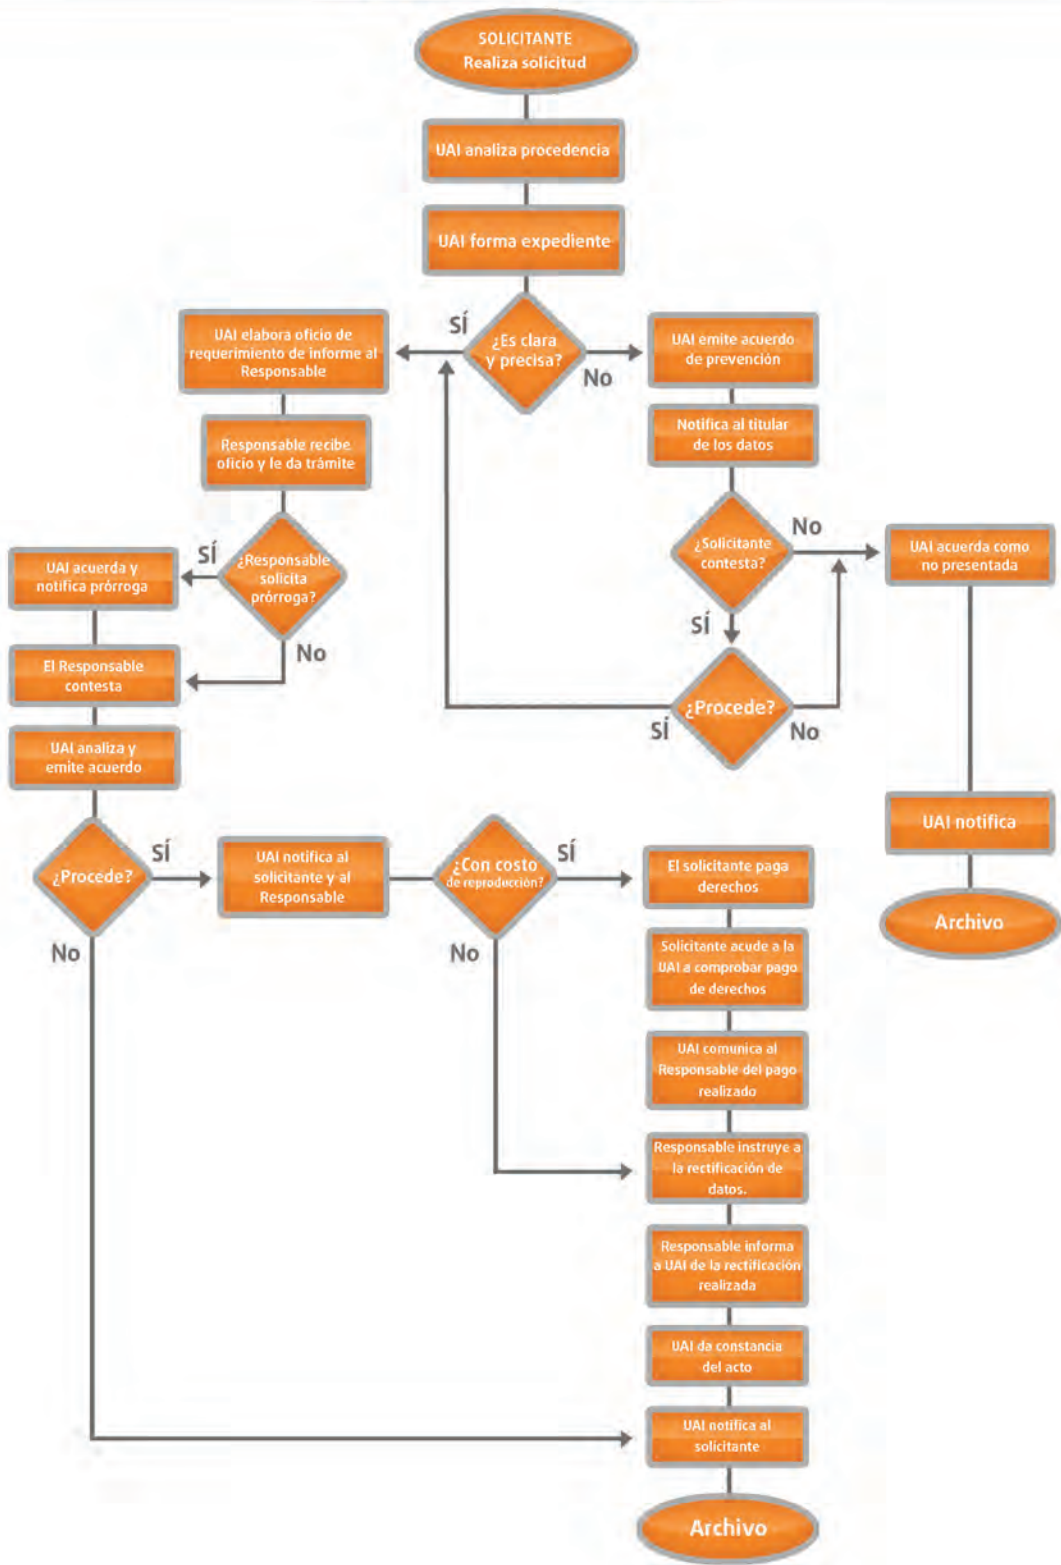 SOLICITANTE
Realiza solicitud
UAI analiza procedencia
UAI forma expediente
¿Es clara
y precisa?
SÍ
No
UAI elabora oficio de
requerimiento de informe al
Responsable
UAI emite acuerdo
de prevención
Responsable recibe
oficio y le da trámite
Notifica al titular
de los datos
¿Responsable
solicita
prórroga?
SÍ
No
¿Solicitante
contesta?
No
SÍ
UAI acuerda como
no presentada
UAI acuerda y
notifica prórroga
El Responsable
contesta
¿Procede?
SÍ
No
UAI analiza y
emite acuerdo
UAI notifica
Archivo
¿Procede?
SÍ
No
UAI notifica al
solicitante y al
Responsable
¿Con costo
de reproducción?
SÍ
No
El solicitante paga
derechos
Solicitante acude a la
UAI a comprobar pago
de derechos
UAI comunica al
Responsable del pago
realizado
Responsable instruye a
la rectificación de
datos.
Responsable informa
a UAI de la rectificación
realizada
UAI da constancia
del acto
UAI notifica al
solicitante
Archivo